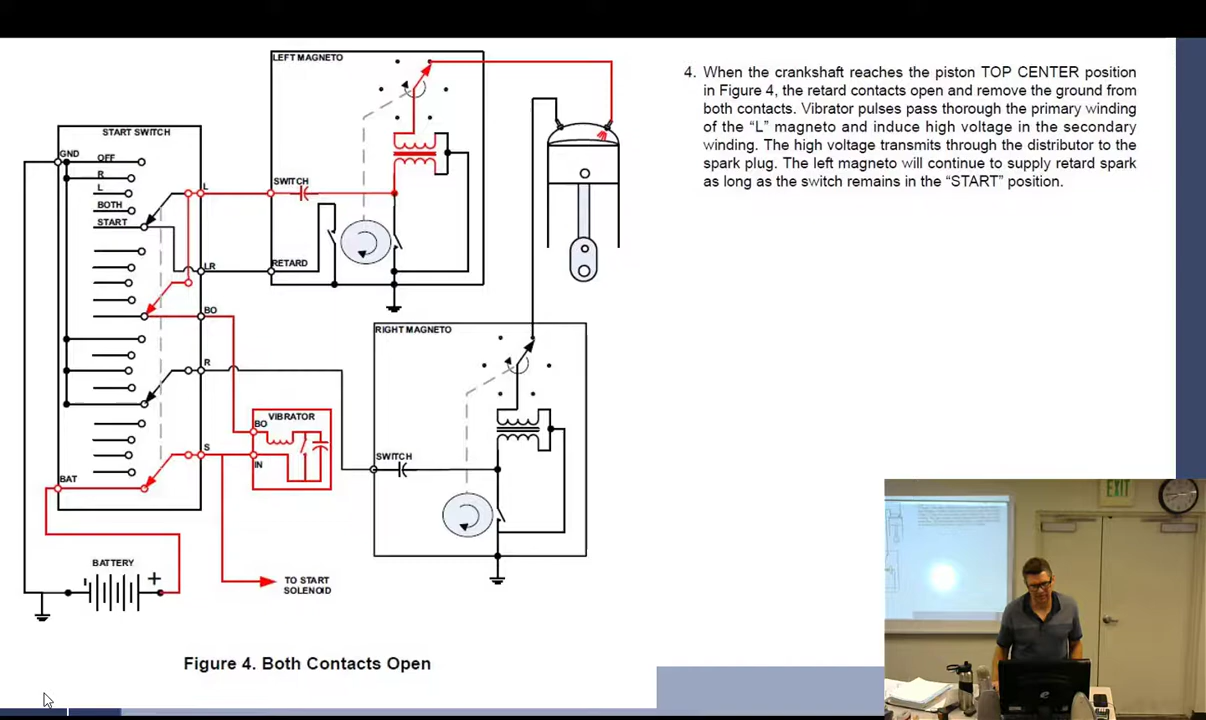 LEFT MAGNETO
START SWITCH
GND
OFF
R
L
BOTH
START
L
SWITCH
LR
RETARD
BO
RIGHT MAGNETO
R
VIBRATOR
BO
IN
S
SWITCH
BAT
BATTERY
+
TO START
SOLENOID
Figure 4. Both Contacts Open
4. When the crankshaft reaches the piston TOP CENTER position
in Figure 4, the retard contacts open and remove the ground from
both contacts. Vibrator pulses pass thorough the primary winding
of the “L” magneto and induce high voltage in the secondary
winding. The high voltage transmits through the distributor to the
spark plug. The left magneto will continue to supply retard spark
as long as the switch remains in the “START” position.
EXIT